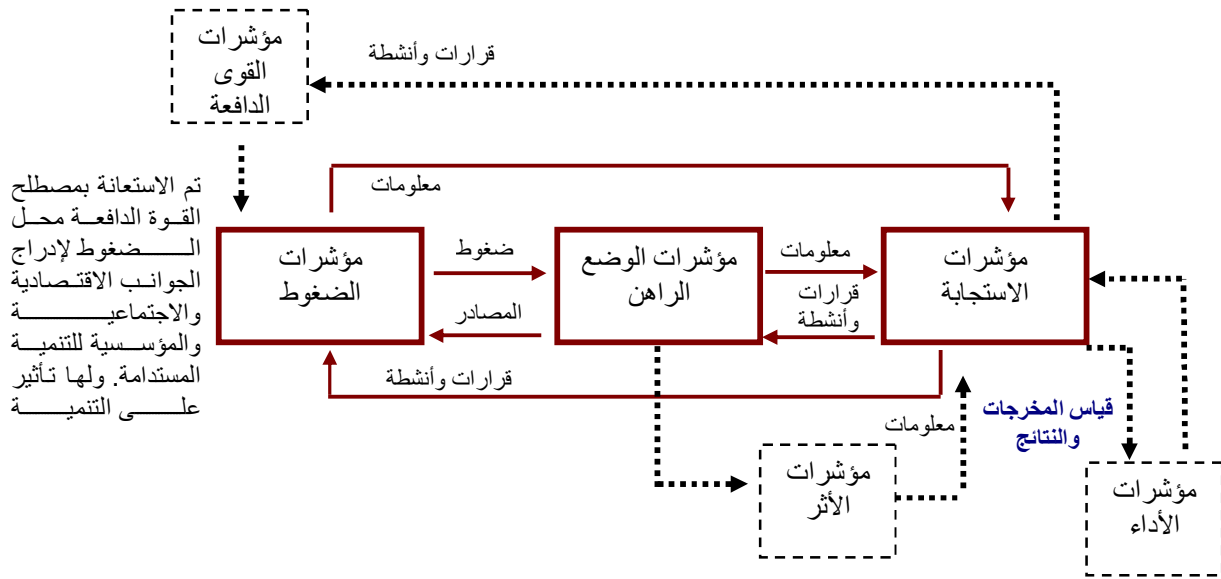 مؤشرات
القوى
الدافعة
قرارات وأنشطة
تم الاستعانة بمصطلح
القوة الدافعة محل
الضغوط لإدراج
الجوانب الاقتصادية
والاجتماعية
والمؤسسية للتنمية
المستدامة. ولها تأثير
على التنمية
معلومات
مؤشرات
الضغوط
ضغوط
المصادر
مؤشرات الوضع
الراهن
معلومات
قرارات
وأنشطة
مؤشرات
الاستجابة
قرارات وأنشطة
معلومات
قياس المخرجات
والنتائج
مؤشرات
الأثر
مؤشرات
الأداء